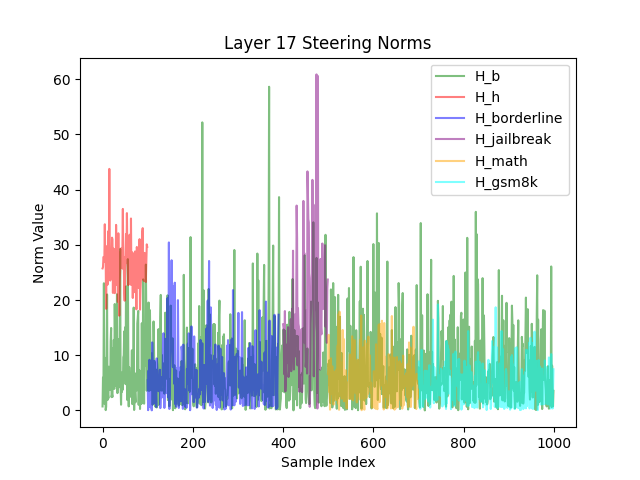 Layer 17 Steering Norms
H_b
H_h
H_borderline
H_jailbreak
H_math
H_gsm8k
Norm Value
60
50
40
30
20
10
0
0 200 400 600 800 1000
Sample Index